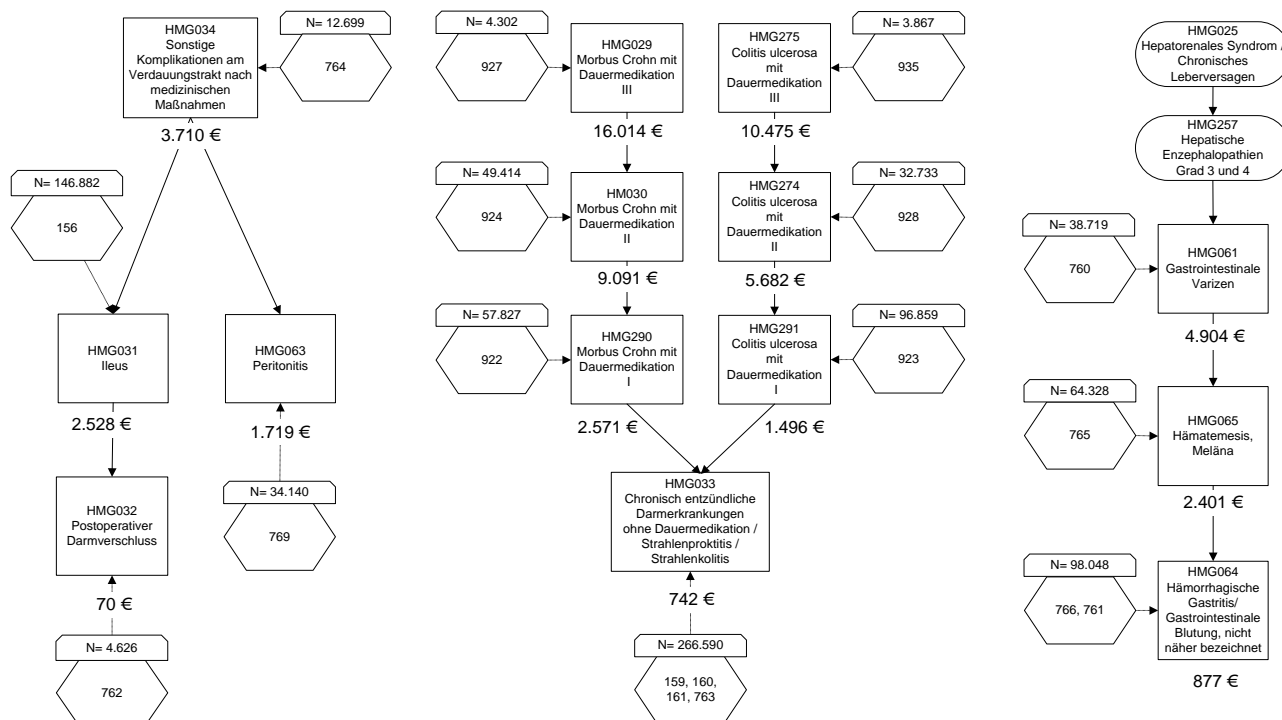 HMG034
Sonstige
Komplikationen am
Verdauungstrakt nach
medizinischen
Maßnahmen
N= 12.699
764
3.710 €
N= 146.882
156
HMG031
Ileus
2.528 €
HMG063
Peritonitis
1.719 €
N= 34.140
769
HMG032
Postoperativer
Darmverschluss
70 €
N= 4.626
762
N= 4.302
927
HMG029
Morbus Crohn mit
Dauermedikation
III
16.014 €
N= 49.414
924
HM030
Morbus Crohn mit
Dauermedikation
II
9.091 €
N= 57.827
922
HMG290
Morbus Crohn mit
Dauermedikation
I
2.571 €
HMG275
Colitis ulcerosa
mit
Dauermedikation
III
N= 3.867
935
10.475 €
HMG274
Colitis ulcerosa
mit
Dauermedikation
II
N= 32.733
928
5.682 €
HMG291
Colitis ulcerosa
mit
Dauermedikation
I
N= 96.859
923
1.496 €
HMG033
Chronisch entzündliche
Darmerkrankungen
ohne Dauermedikation /
Strahlenproktitis /
Strahlenkolitis
742 €
N= 266.590
159, 160,
161, 763
HMG025
Hepatorenales Syndrom /
Chronisches
Leberversagen
HMG257
Hepatische
Enzephalopathien
Grad 3 und 4
N= 38.719
760
HMG061
Gastrointestinale
Varizen
4.904 €
N= 64.328
765
HMG065
Hämatemesis,
Meläna
2.401 €
N= 98.048
766, 761
HMG064
Hämorrhagische
Gastritis/
Gastrointestinale
Blutung, nicht
näher bezeichnet
877 €